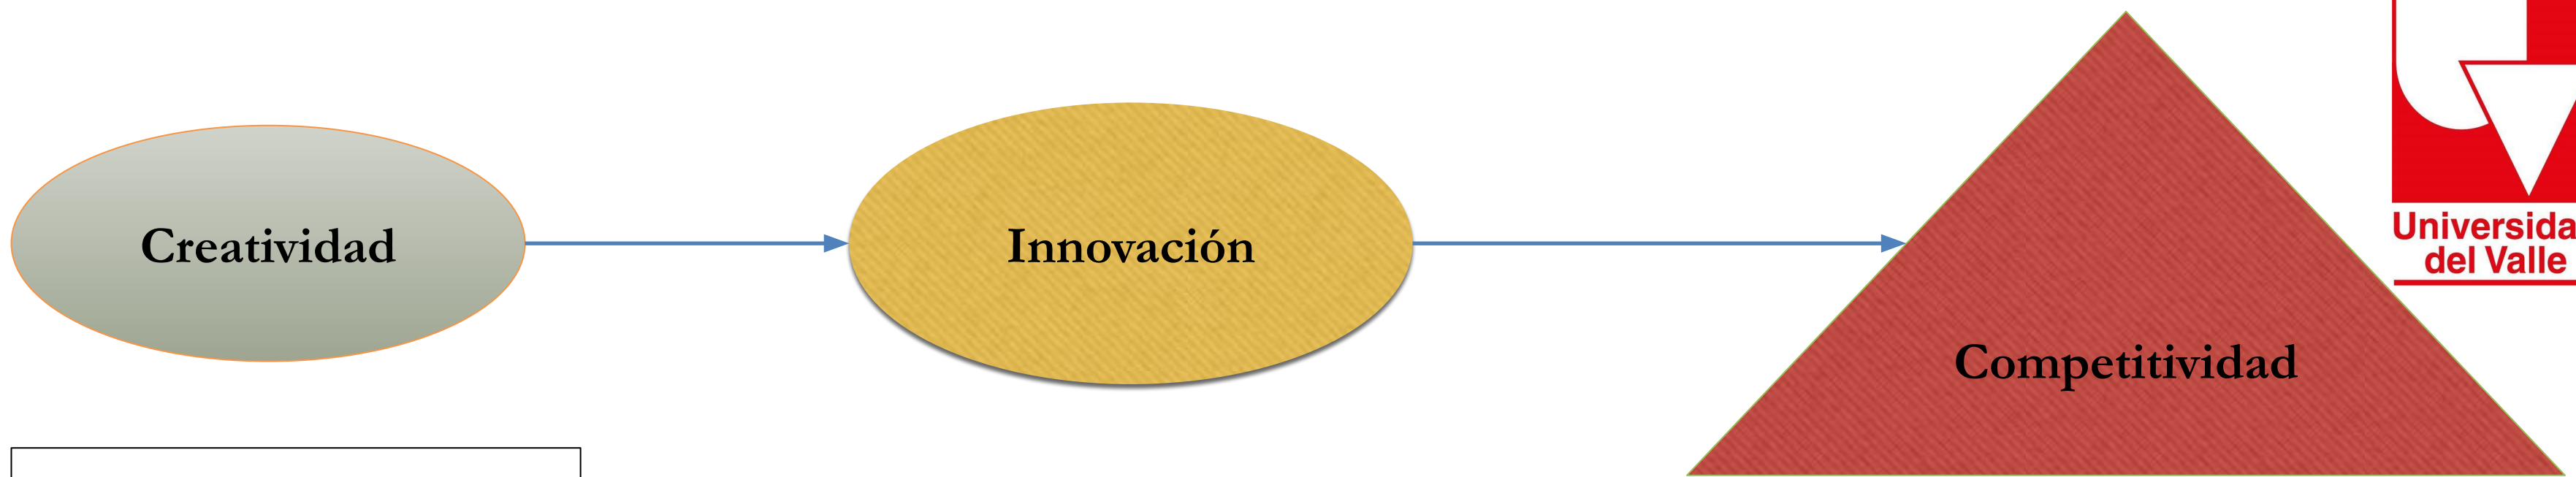 Creatividad
Innovación
Competitividad
Universida
del Valle